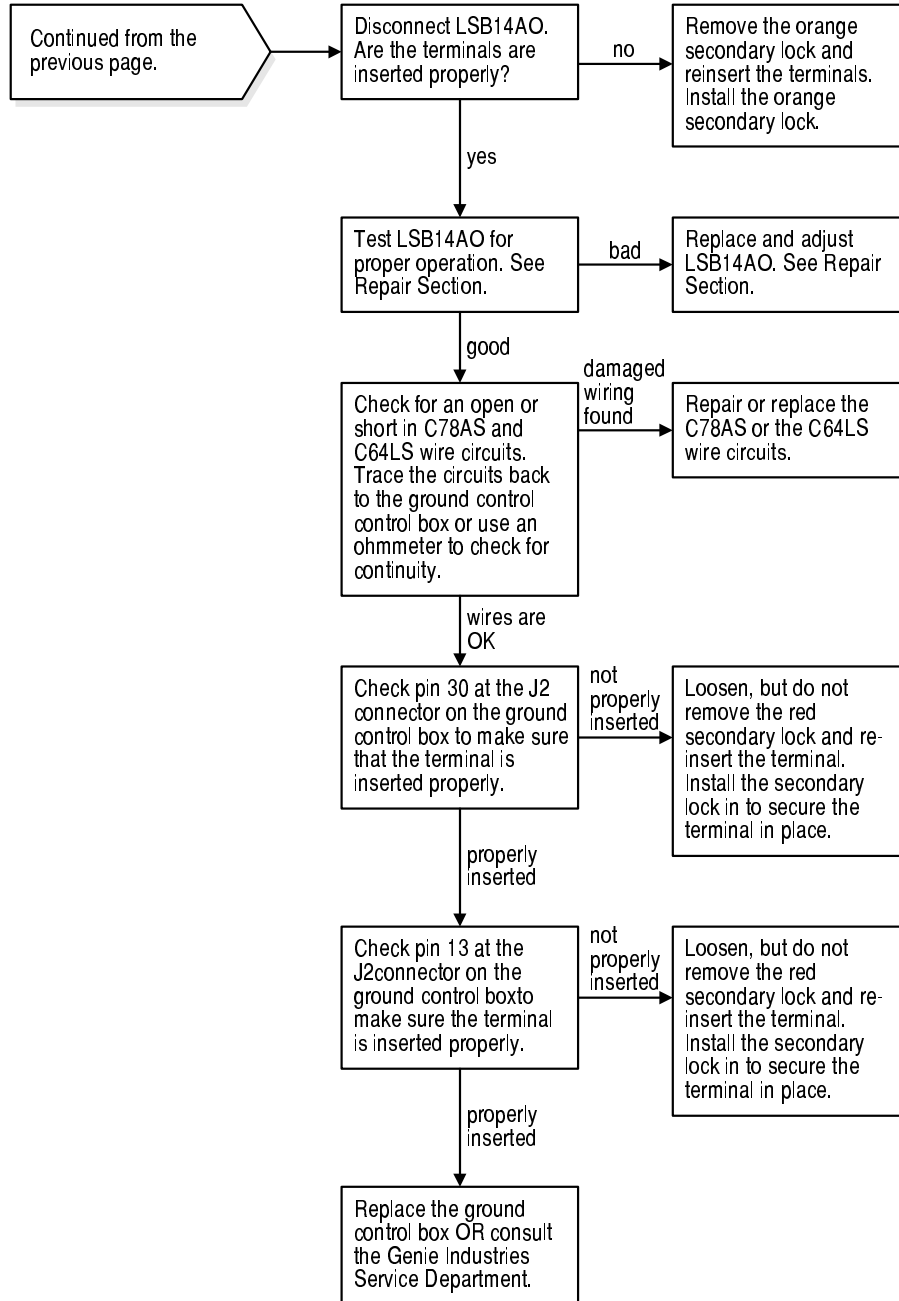 Continued from the
previous page.
Disconnect LSB14AO.
Are the terminals are
inserted properly?
no
Remove the orange
secondary lock and
reinsert the terminals.
Install the orange
secondary lock.
yes
Test LSB14AO for
proper operation. See
Repair Section.
bad
Replace and adjust
LSB14AO. See Repair
Section.
good
Check for an open or
short in C78AS and
C64LS wire circuits.
Trace the circuits back
to the ground control
control box or use an
ohmmeter to check for
continuity.
damaged
wiring
found
Repair or replace the
C78AS or the C64LS
wire circuits.
wires are
OK
Check pin 30 at the J2
connector on the ground
control box to make sure
that the terminal is
inserted properly.
not
properly
inserted
Loosen, but do not
remove the red
secondary lock and re-
insert the terminal.
Install the secondary
lock in to secure the
terminal in place.
properly
inserted
Check pin 13 at the
J2connector on the
ground control boxto
make sure the terminal
is inserted properly.
not
properly
inserted
Loosen, but do not
remove the red
secondary lock and re-
insert the terminal.
Install the secondary
lock in to secure the
terminal in place.
properly
inserted
Replace the ground
control box OR consult
the Genie Industries
Service Department.